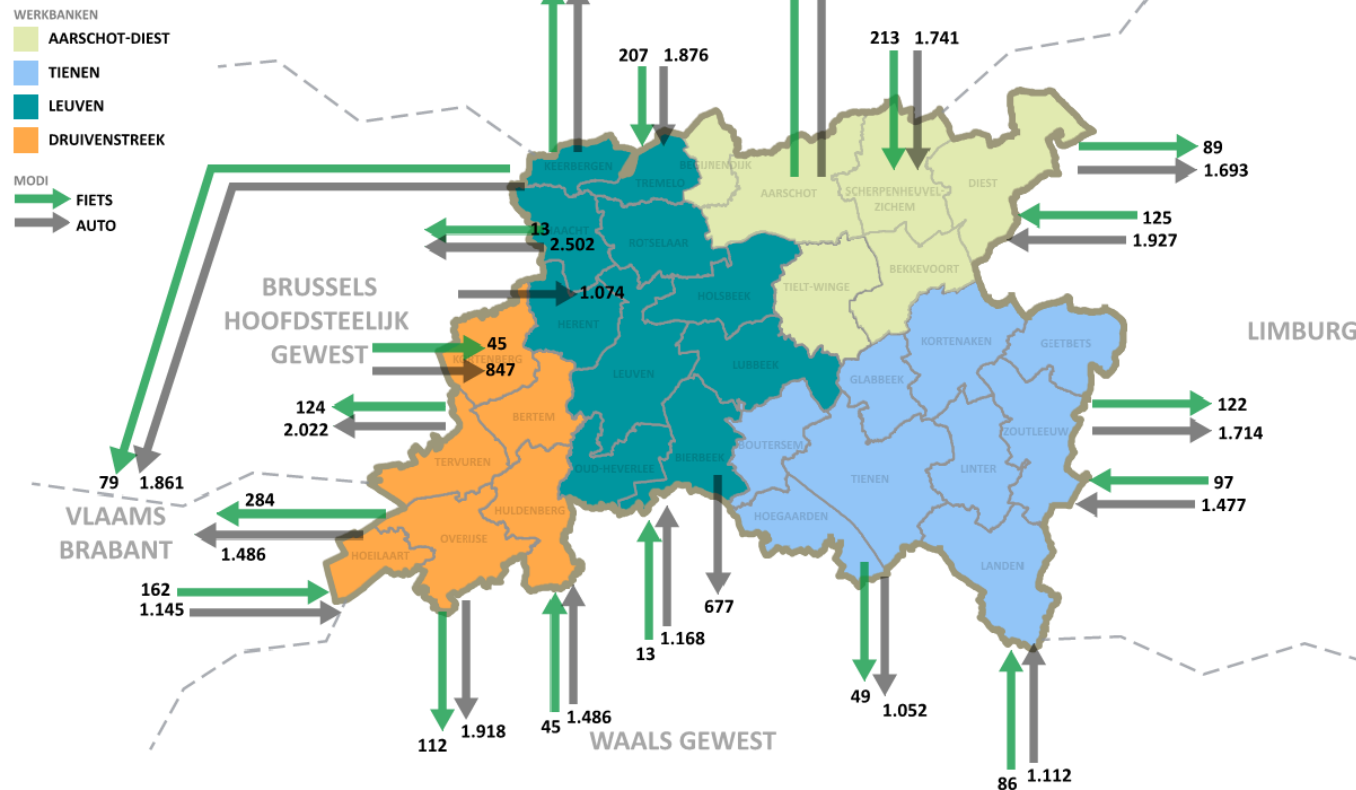 WERKBANKEN
AARSCHOT-DIEST
TIENEN
LEUVEN
DRUIVENSTREEK
MODI
FIETS
AUTO
207
1.876
213
1.741
KEERBERGEN
TREMELO
BEGIJNENDIJK
AARSCHOT
SCHERPENHEUVEL-
ZICHEM
DIEST
89
1.693
125
1.927
13
HAACHT
2.502
ROTSELAAR
BEKKEVOORT
TIELT-WINGE
1.074
HOLSBEEK
HERENT
BRUSSELS
HOOFDSTEELIJK
GEWEST
LIMBURG
45
KORTENBERG
847
KORTENAKEN
GEETBETS
LUBBEEK
LEUVEN
GLABBEEK
124
2.022
BERTEM
122
1.714
ZOUTLEEUW
BOUTERSEM
BIERBEEK
OUD-HEVERLEE
TERVUREN
TIENEN
LINTER
79
1.861
97
1.477
284
VLAAMS
BRABANT
1.486
HULDENBERG
HOEGAARDEN
OVERIJSE
HOEILAART
LANDEN
162
1.145
677
1.168
13
49
1.052
112
1.918
45
1.486
WAALS GEWEST
86
1.112